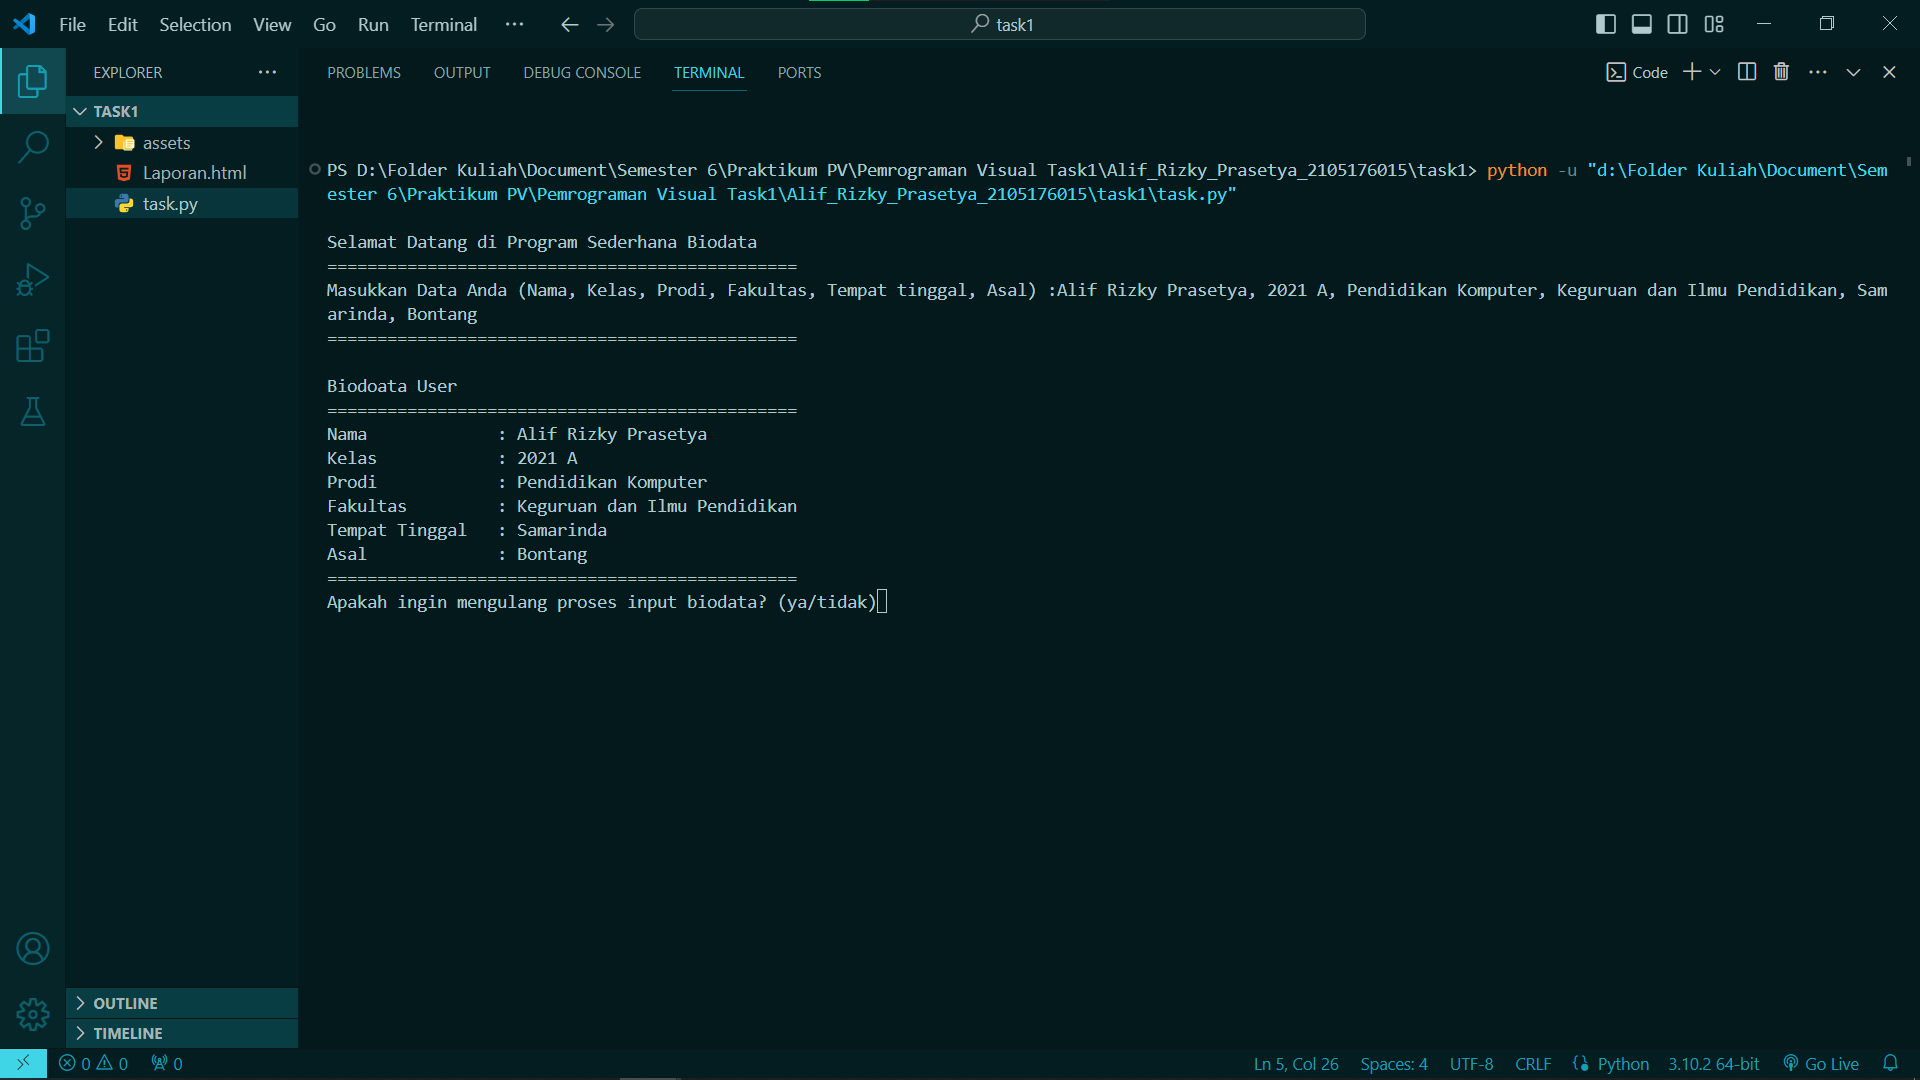 File Edit Selection View Go Run Terminal ··· task1
EXPLORER ···
PROBLEMS OUTPUT DEBUG CONSOLE TERMINAL PORTS Code ···
TASK1
assets
Laporan.html
task.py
PS D:\Folder Kuliah\Document\Semester 6\Praktikum PV\Pemrograman Visual Task1\Alif_Rizky_Prasetya_2105176015\task1> python -u "d:\Folder Kuliah\Document\Sem
ester 6\Praktikum PV\Pemrograman Visual Task1\Alif_Rizky_Prasetya_2105176015\task1\task.py"
Selamat Datang di Program Sederhana Biodata
===============================================
Masukkan Data Anda (Nama, Kelas, Prodi, Fakultas, Tempat tinggal, Asal) :Alif Rizky Prasetya, 2021 A, Pendidikan Komputer, Keguruan dan Ilmu Pendidikan, Sam
arinda, Bontang
===============================================
Biodoata User
===============================================
Nama             : Alif Rizky Prasetya
Kelas            : 2021 A
Prodi            : Pendidikan Komputer
Fakultas         : Keguruan dan Ilmu Pendidikan
Tempat Tinggal   : Samarinda
Asal             : Bontang
===============================================
Apakah ingin mengulang proses input biodata? (ya/tidak)
OUTLINE
TIMELINE
0 0 0 Ln 5, Col 26 Spaces: 4 UTF-8 CRLF Python 3.10.2 64-bit Go Live